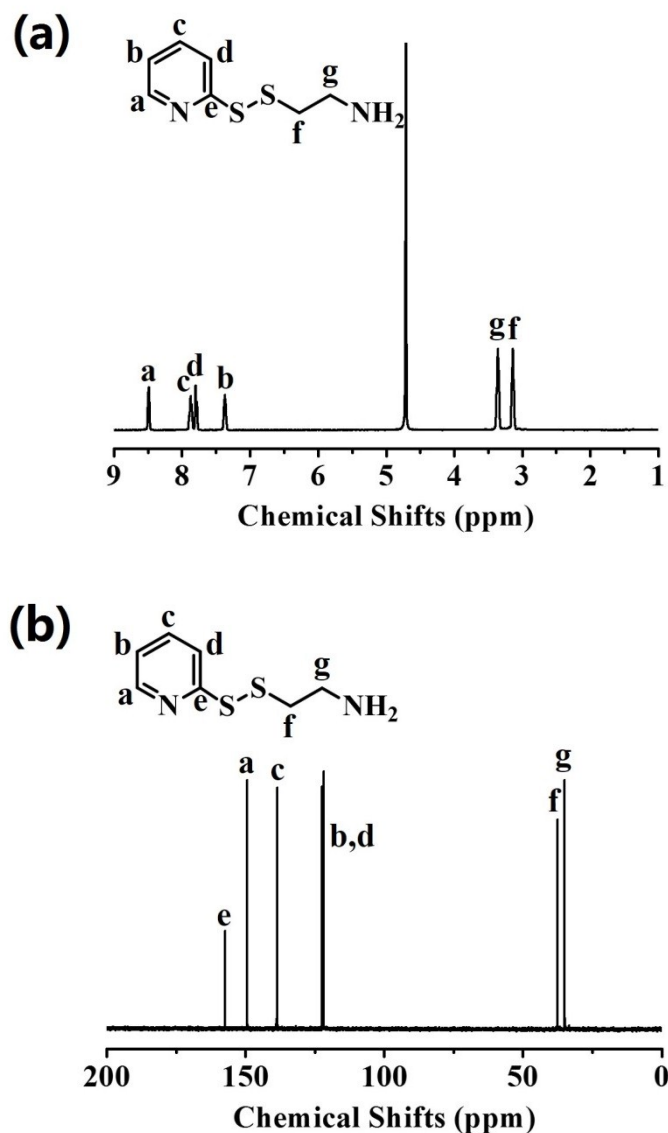 (a)
c
b d
g
a N e S S NH2
f
a c d b g f
9 8 7 6 5 4 3 2 1
Chemical Shifts (ppm)
(b)
c
b d
g
a N e S S NH2
f
a c g
f
b,d
e
200 150 100 50 0
Chemical Shifts (ppm)